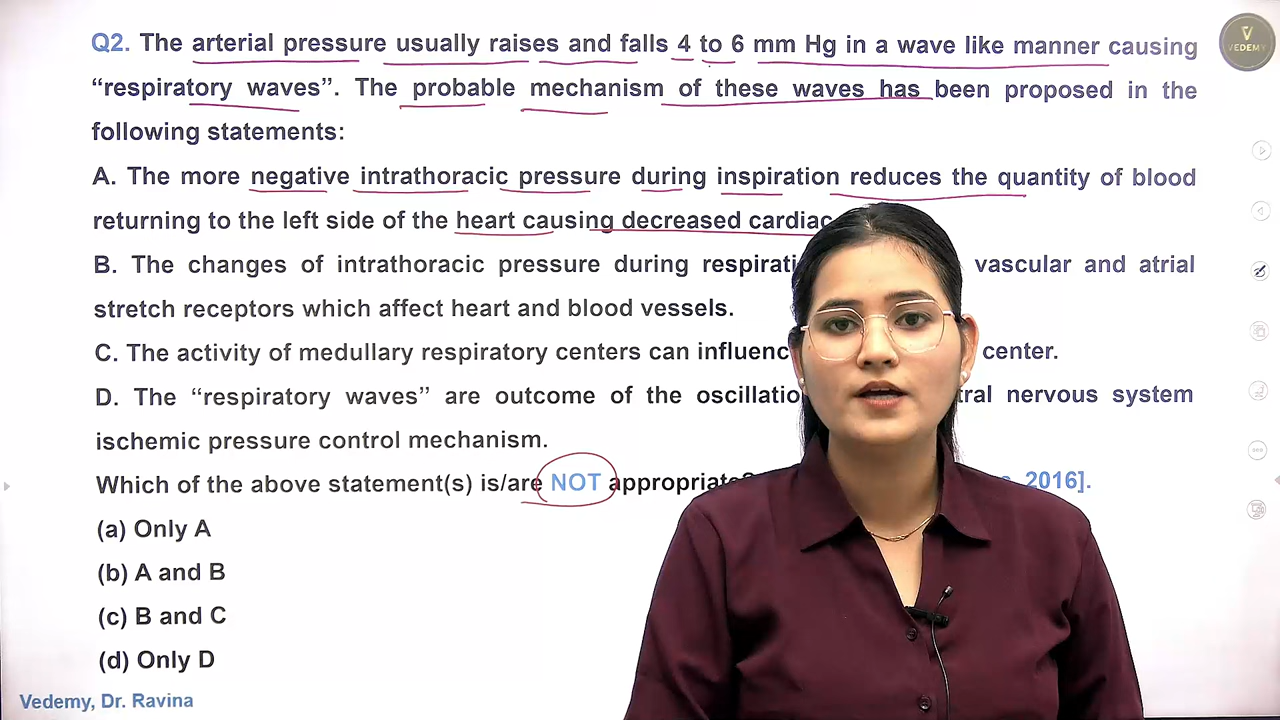 Q2. The arterial pressure usually raises and falls 4 to 6 mm Hg in a wave like manner causing
"respiratory waves". The probable mechanism of these waves has been proposed in the
following statements:
A. The more negative intrathoracic pressure during inspiration reduces the quantity of blood
returning to the left side of the heart causing decreased cardiac
B. The changes of intrathoracic pressure during vascular and atrial
stretch receptors which affect heart and blood vessels.
C. The activity of medullary respiratory centers can center.
D. The "respiratory waves" are outcome of the nervous system
ischemic pressure control mechanism.
Which of the above statement(s) is/are NOT 2016].
(a) Only A
(b) A and B
(c) B and C
(d) Only D
Vedemy, Dr. Ravina
V
VEDEMY